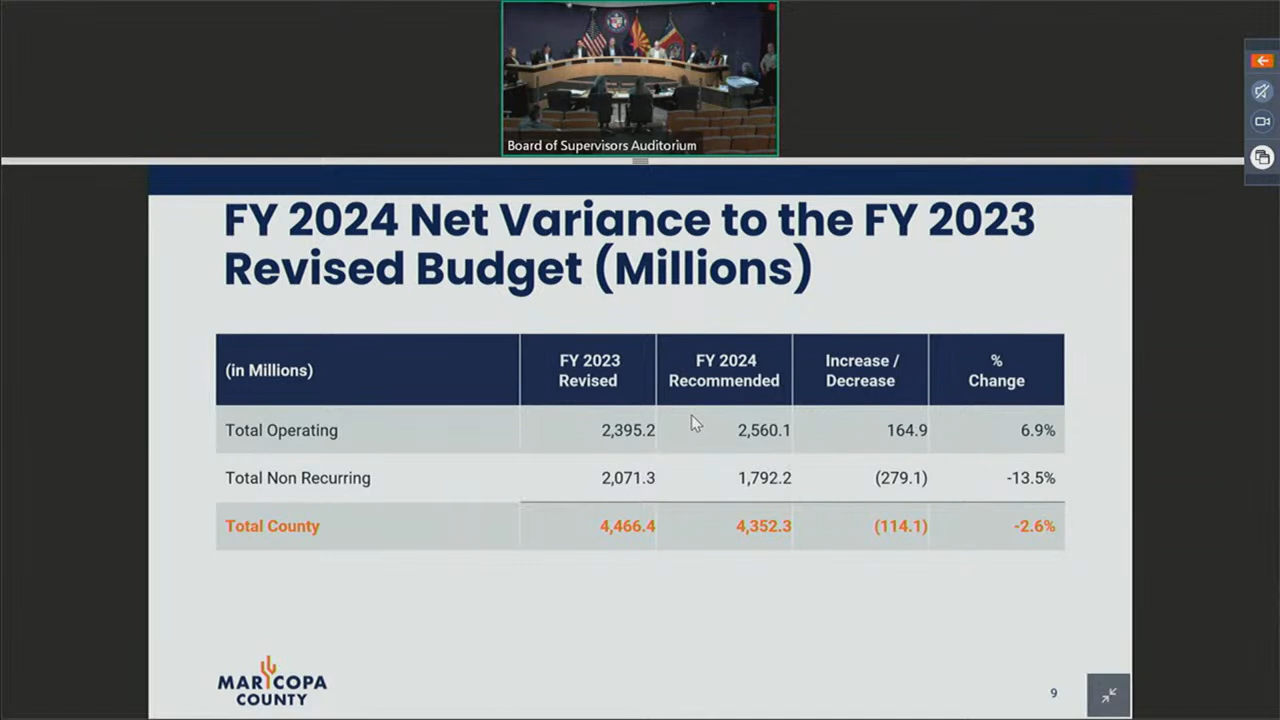 Board of Supervisors Auditorium
FY 2024 Net Variance to the FY 2023
Revised Budget (Millions)
(in Millions) FY 2023 Revised FY 2024 Recommended Increase / Decrease % Change
Total Operating 2,395.2 2,560.1 164.9 6.9%
Total Non Recurring 2,071.3 1,792.2 (279.1) -13.5%
Total County 4,466.4 4,352.3 (114.1) -2.6%
MARICOPA
COUNTY
9